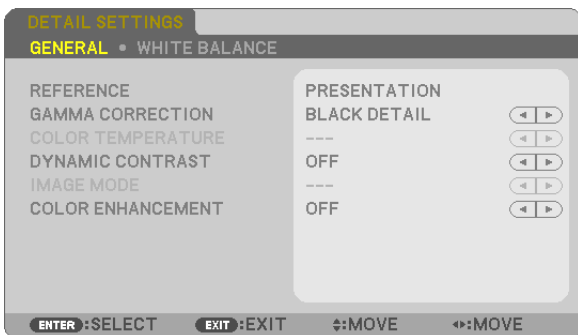 DETAIL SETTINGS
GENERAL • WHITE BALANCE
REFERENCE PRESENTATION
GAMMA CORRECTION BLACK DETAIL
COLOR TEMPERATURE ---
DYNAMIC CONTRAST OFF
IMAGE MODE ---
COLOR ENHANCEMENT OFF
ENTER :SELECT EXIT :EXIT :MOVE :MOVE